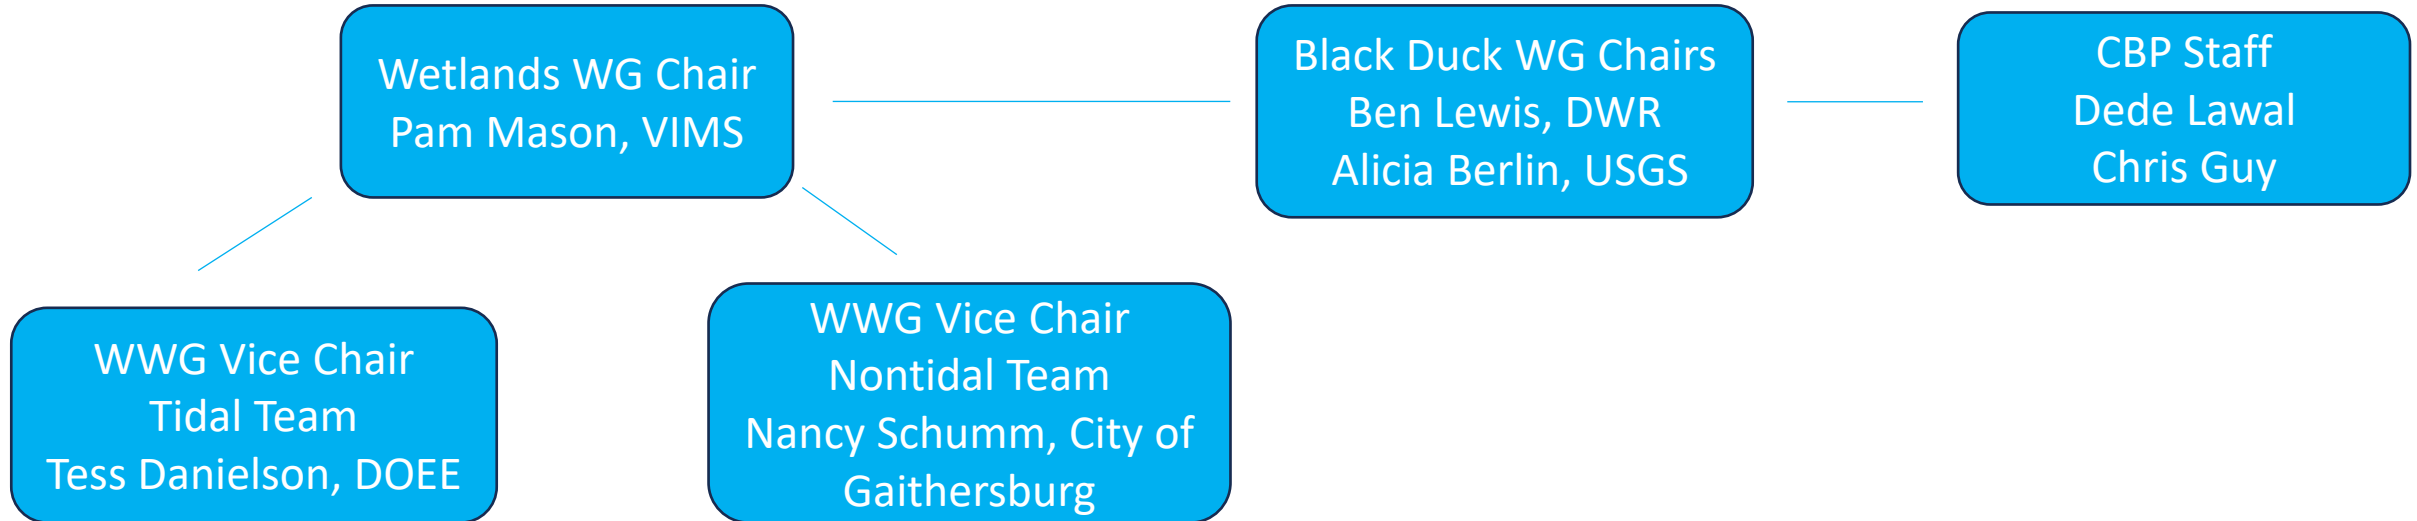 Wetlands WG Chair
Pam Mason, VIMS
Black Duck WG Chairs
Ben Lewis, DWR
Alicia Berlin, USGS
CBP Staff
Dede Lawal
Chris Guy
WWG Vice Chair
Tidal Team
Tess Danielson, DOEE
WWG Vice Chair
Nontidal Team
Nancy Schumm, City of
Gaithersburg